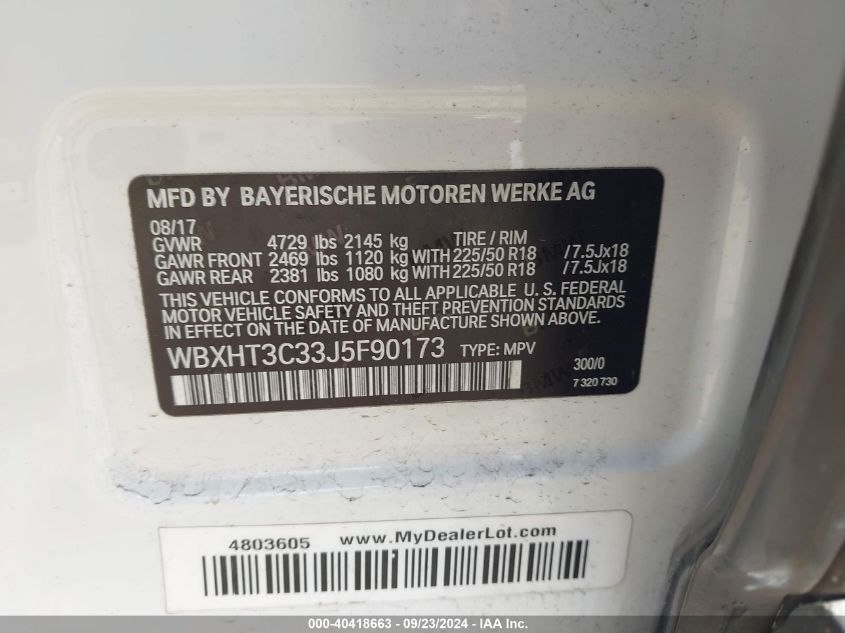 MFD BY BAYERISCHE MOTOREN WERKE AG
08/17
GVWR 4729 lbs 2145 kg TIRE / RIM
GAWR FRONT 2469 lbs 1120 kg WITH 225/50 R18 /7.5Jx18
GAWR REAR 2381 lbs 1080 kg WITH 225/50 R18 /7.5Jx18
THIS VEHICLE CONFORMS TO ALL APPLICABLE U. S. FEDERAL
MOTOR VEHICLE SAFETY AND THEFT PREVENTION STANDARDS
IN EFFECT ON THE DATE OF MANUFACTURE SHOWN ABOVE.
WBXHT3C33J5F90173 TYPE: MPV
300/0
7 320 730
4803605 www.MyDealerLot.com
000-40418663 - 09/23/2024 - IAA Inc.